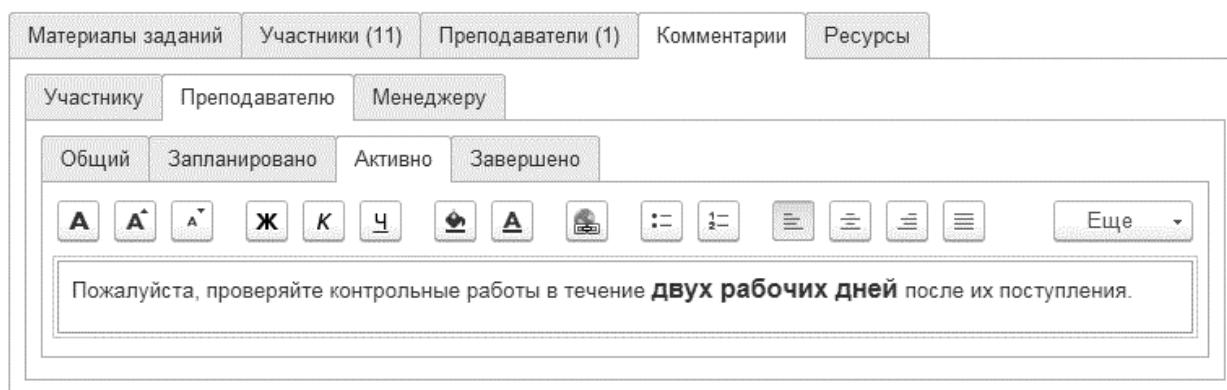 Материалы заданий Участники (11) Преподаватели (1) Комментарии Ресурсы
Участнику Преподавателю Менеджеру
Общий Запланировано Активно Завершено
A A A Ж К Ч A Еще
Пожалуйста, проверяйте контрольные работы в течение двух рабочих дней после их поступления.